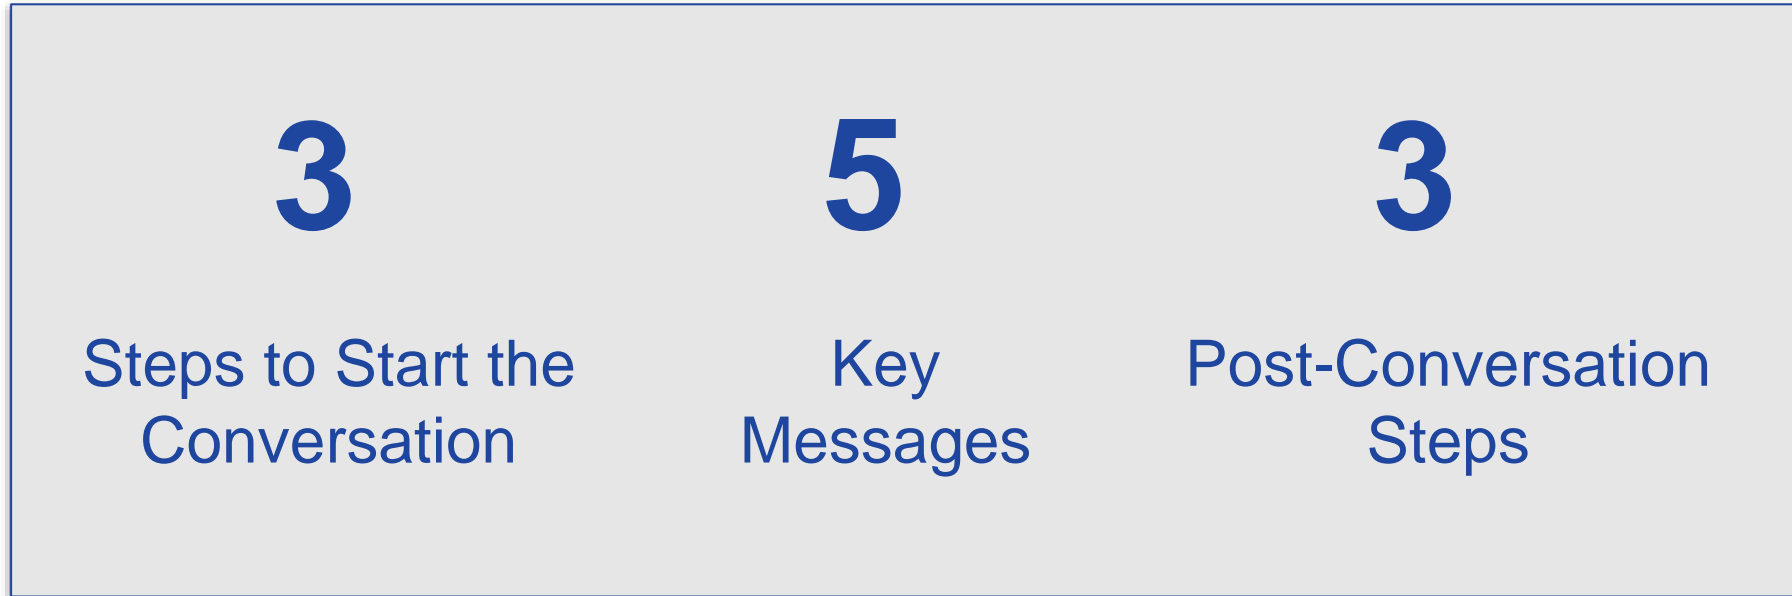 3
Steps to Start the
Conversation
5
Key
Messages
3
Post-Conversation
Steps